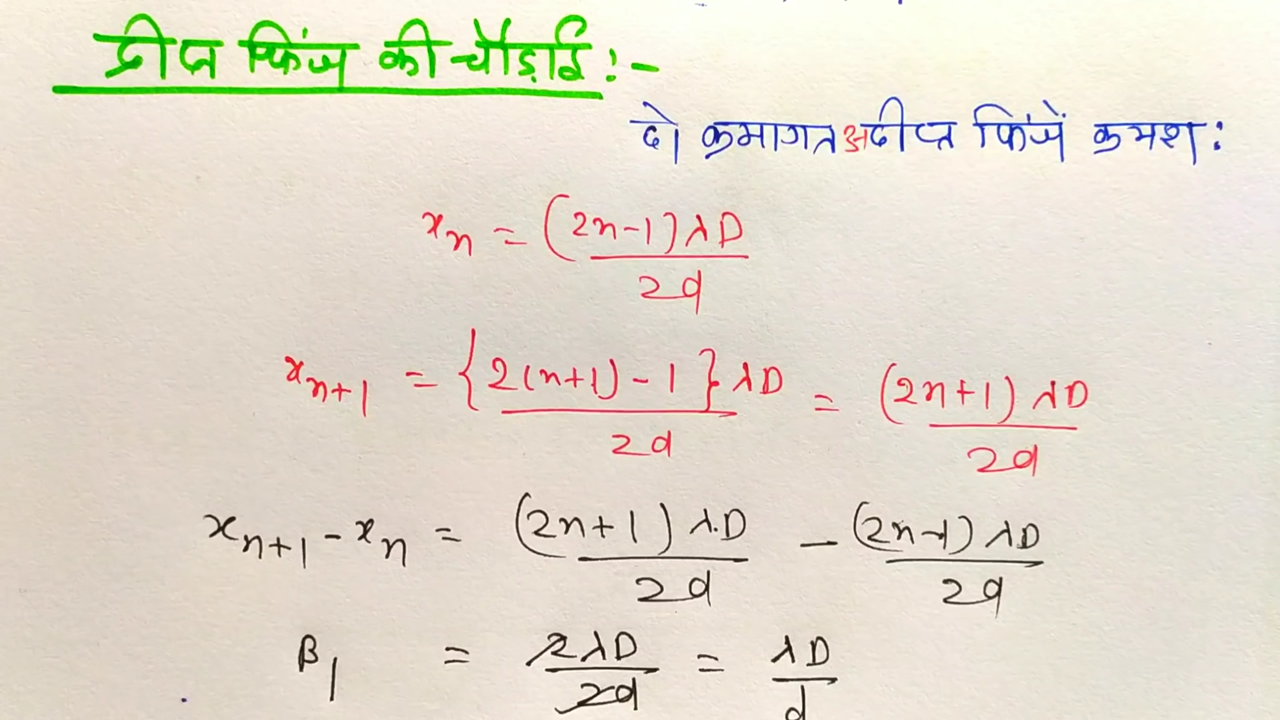 दीप्त फ्रिंज की चौड़ाई :-
दो क्रमागत अदीप्त फ्रिंजें क्रमश :
xₙ = (2n-1)λD / 2d
xₙ₊₁ = {2(n+1)-1}λD / 2d = (2n+1)λD / 2d
xₙ₊₁ - xₙ = (2n+1)λD / 2d - (2n-1)λD / 2d
β₁ = 2λD / 2d = λD / d